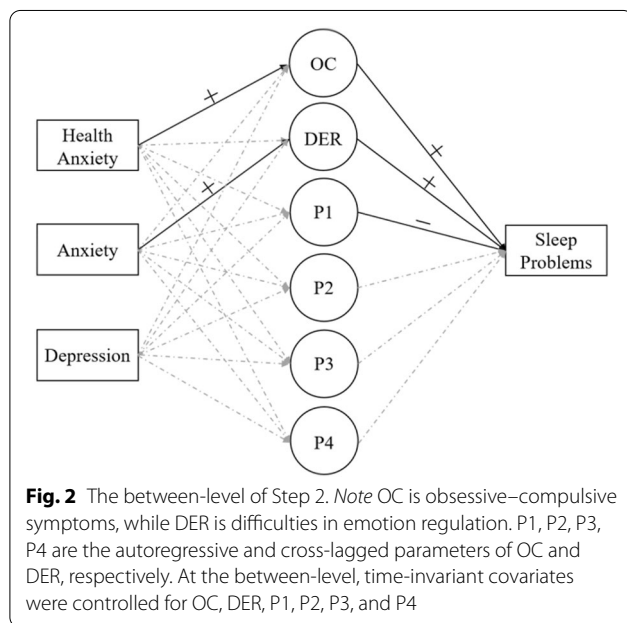 OC
+
Health
Anxiety
DER
+
+
+
P1
−
Anxiety
Sleep
Problems
P2
Depression
P3
P4
Fig. 2 The between-level of Step 2. Note OC is obsessive–compulsive
symptoms, while DER is difficulties in emotion regulation. P1, P2, P3,
P4 are the autoregressive and cross-lagged parameters of OC and
DER, respectively. At the between-level, time-invariant covariates
were controlled for OC, DER, P1, P2, P3, and P4